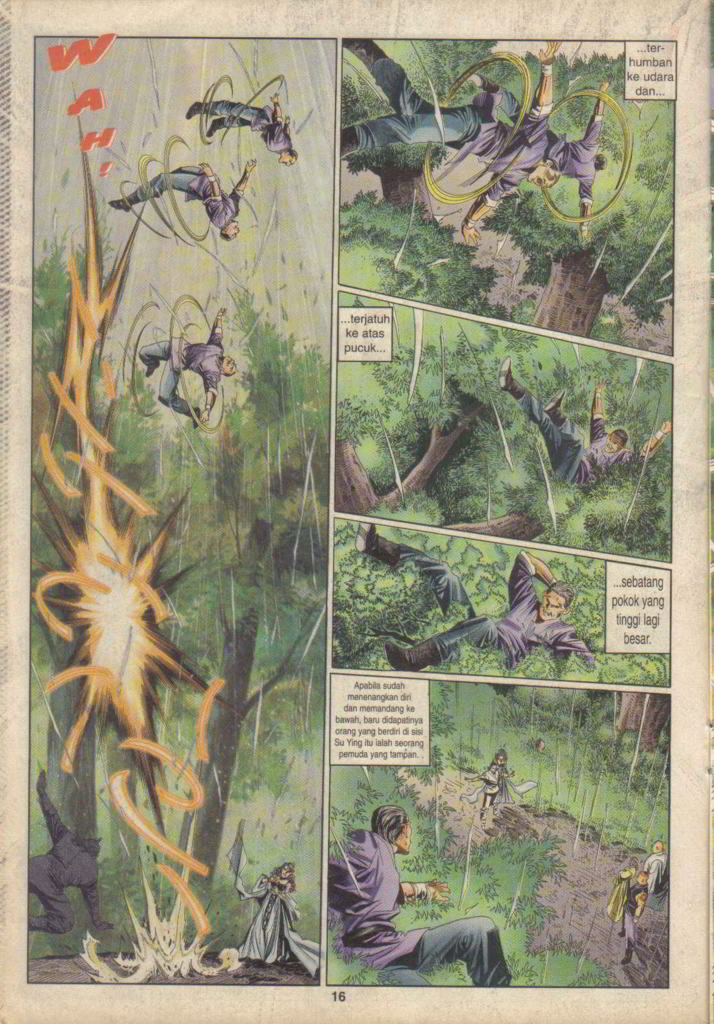 WAH!
...ter-
humban
ke udara
dan...
...terjatuh
ke atas
pucuk...
...sebatang
pokok yang
tinggi lagi
besar.
Apabila sudah
menenangkan diri
dan memandang ke
bawah, baru didapatinya
orang yang berdiri di sisi
Su Ying itu ialah seorang
pemuda yang tampan.
16